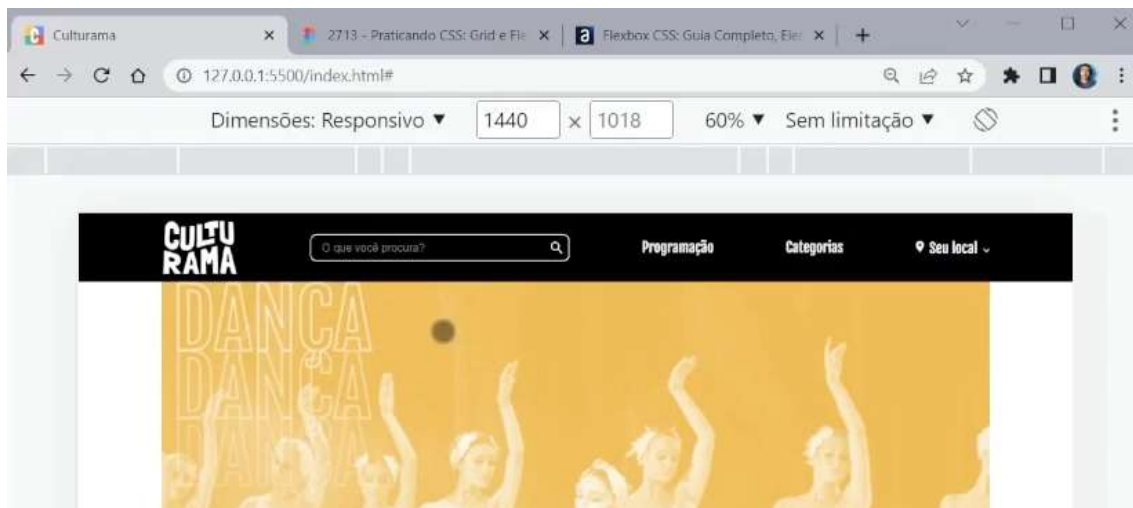 Culturama
2713 - Praticando CSS: Grid e Fle
Flexbox CSS: Guia Completo, Ele
127.0.0.1:5500/index.html#
Dimensões: Responsivo
1440 × 1018
60%
Sem limitação
CULTU
RAMA
O que você procura?
Programação
Categorias
Seu local
DANÇA
DANÇA
DANÇA